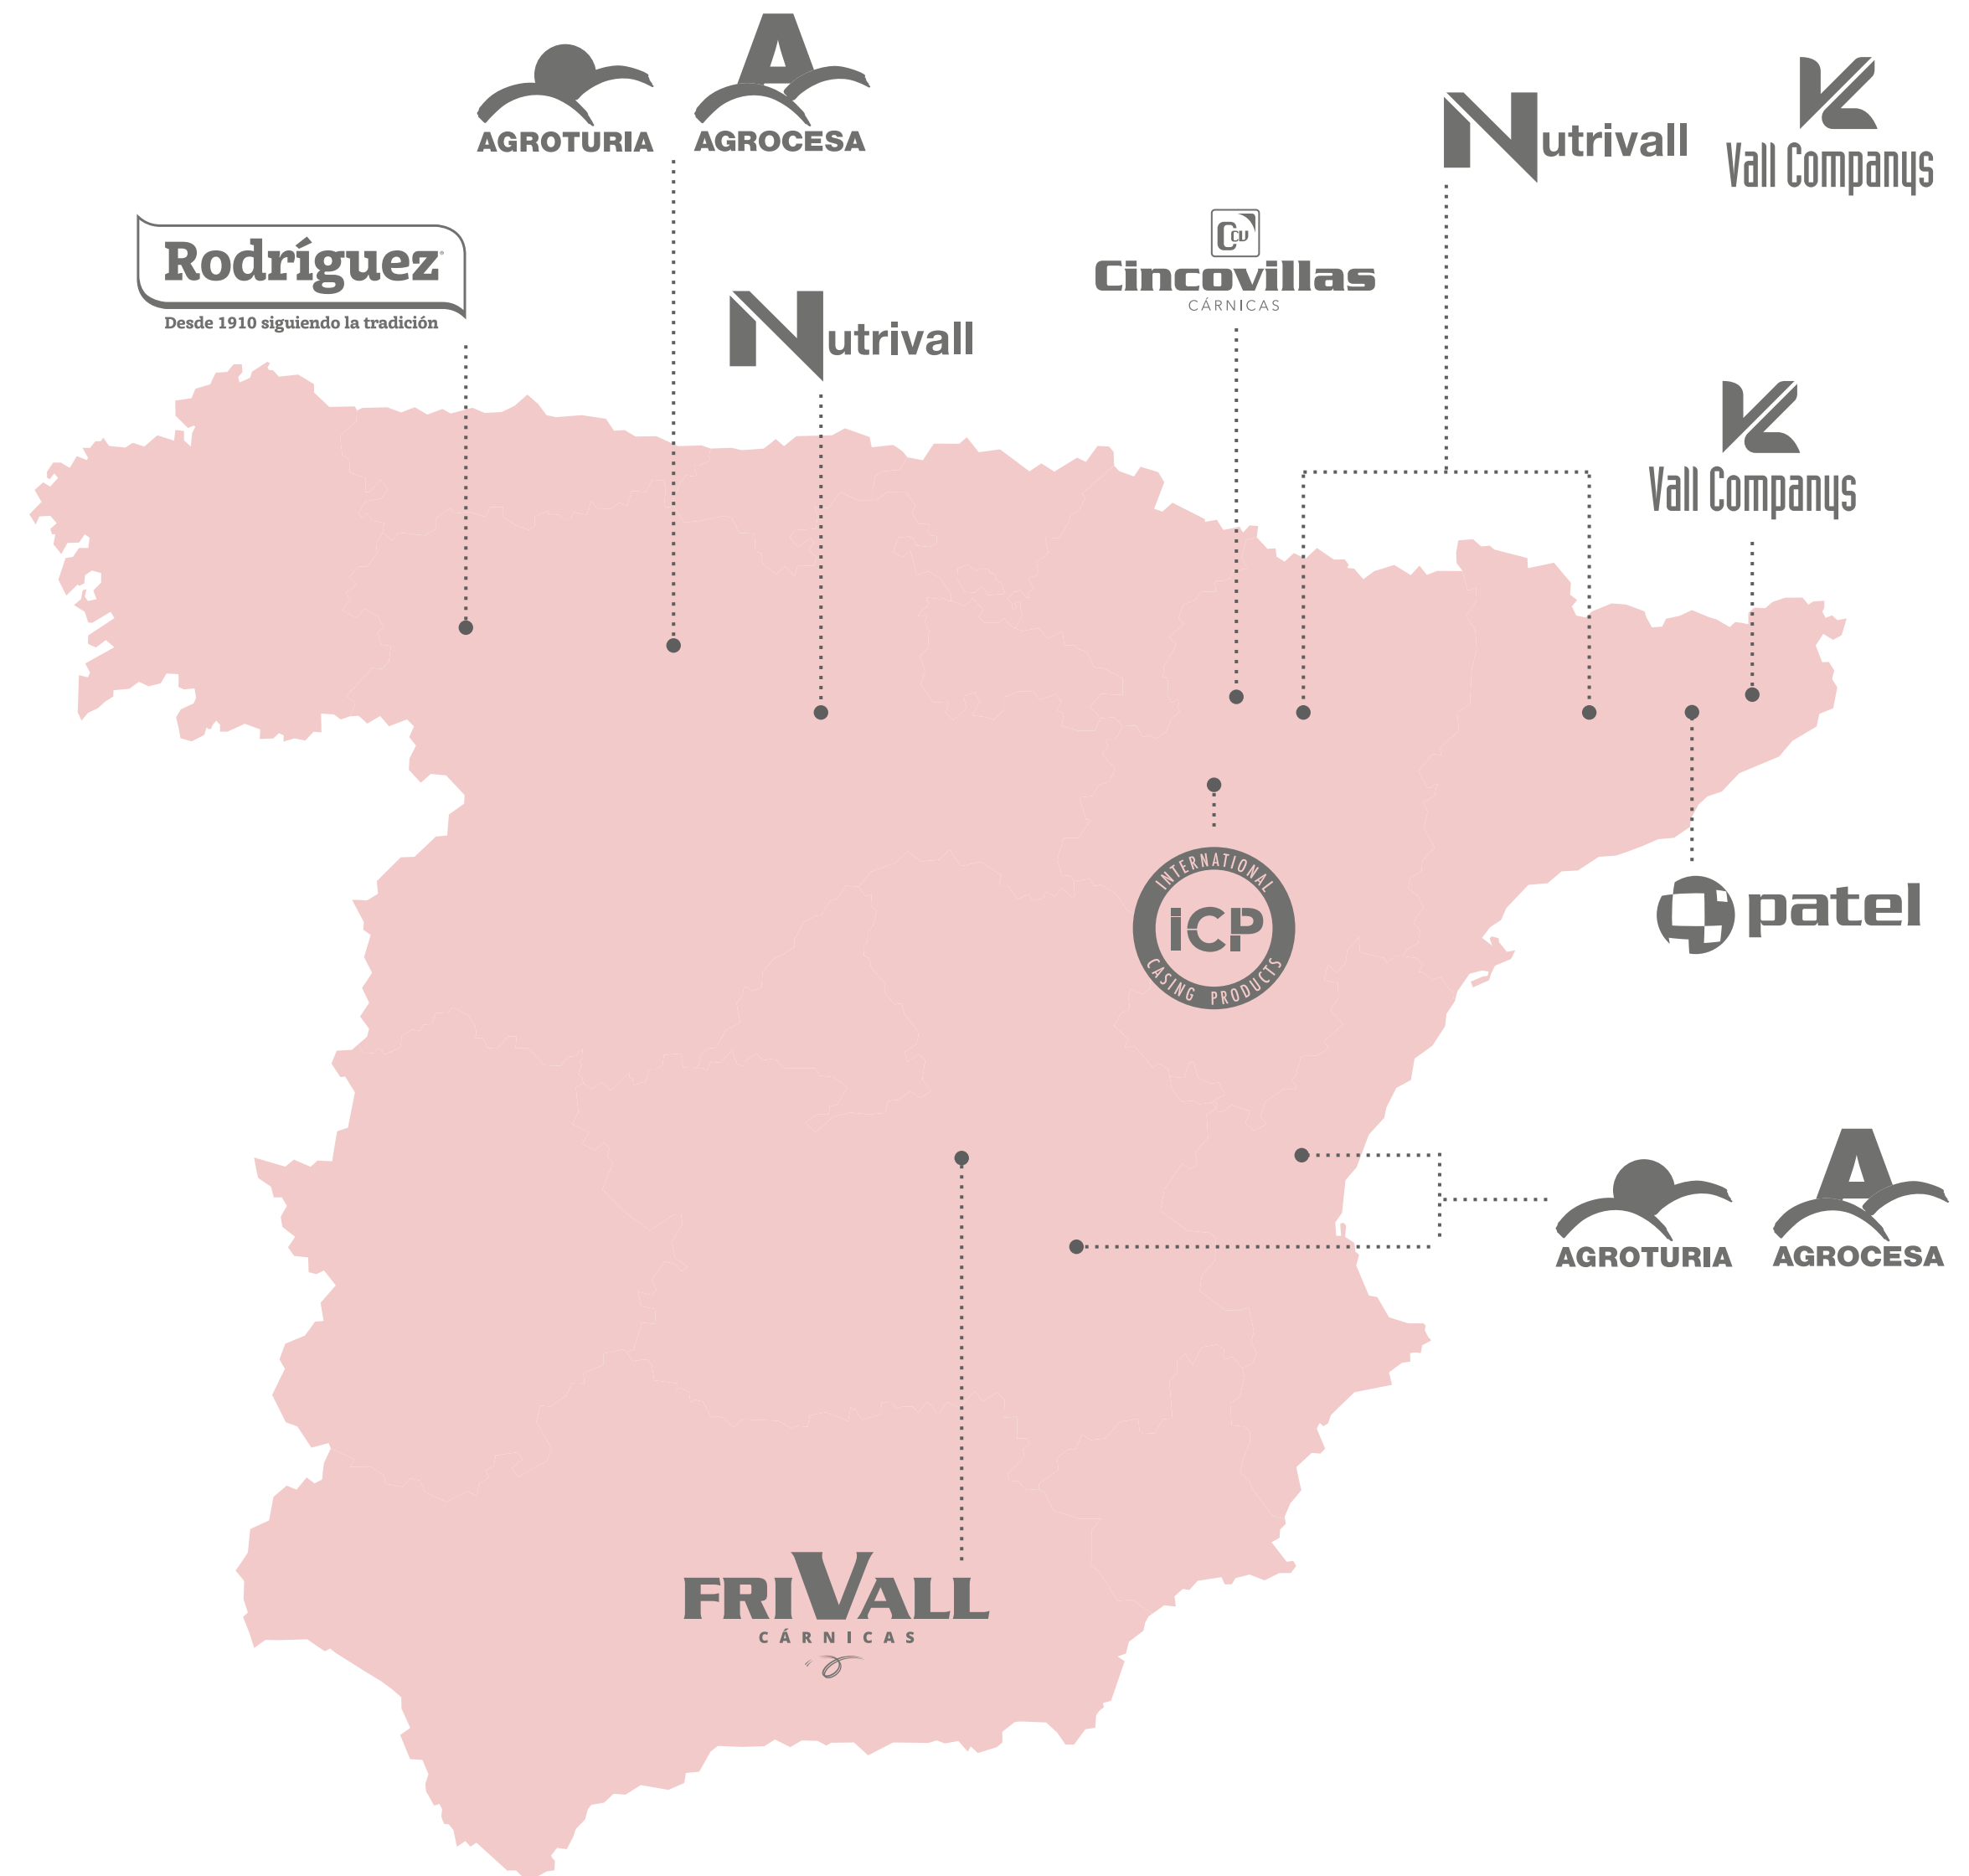 AGROTURIA
A
AGROCESA
Nutrivall
Vall Companys
Rodríguez
Desde 1910 siguiendo la tradición
Nutrivall
CCV
Cincovillas
CÁRNICAS
Vall Companys
INTERNATIONAL
iCP
CASING PRODUCTS
patel
AGROTURIA
A
AGROCESA
FRIVALL
CÁRNICAS